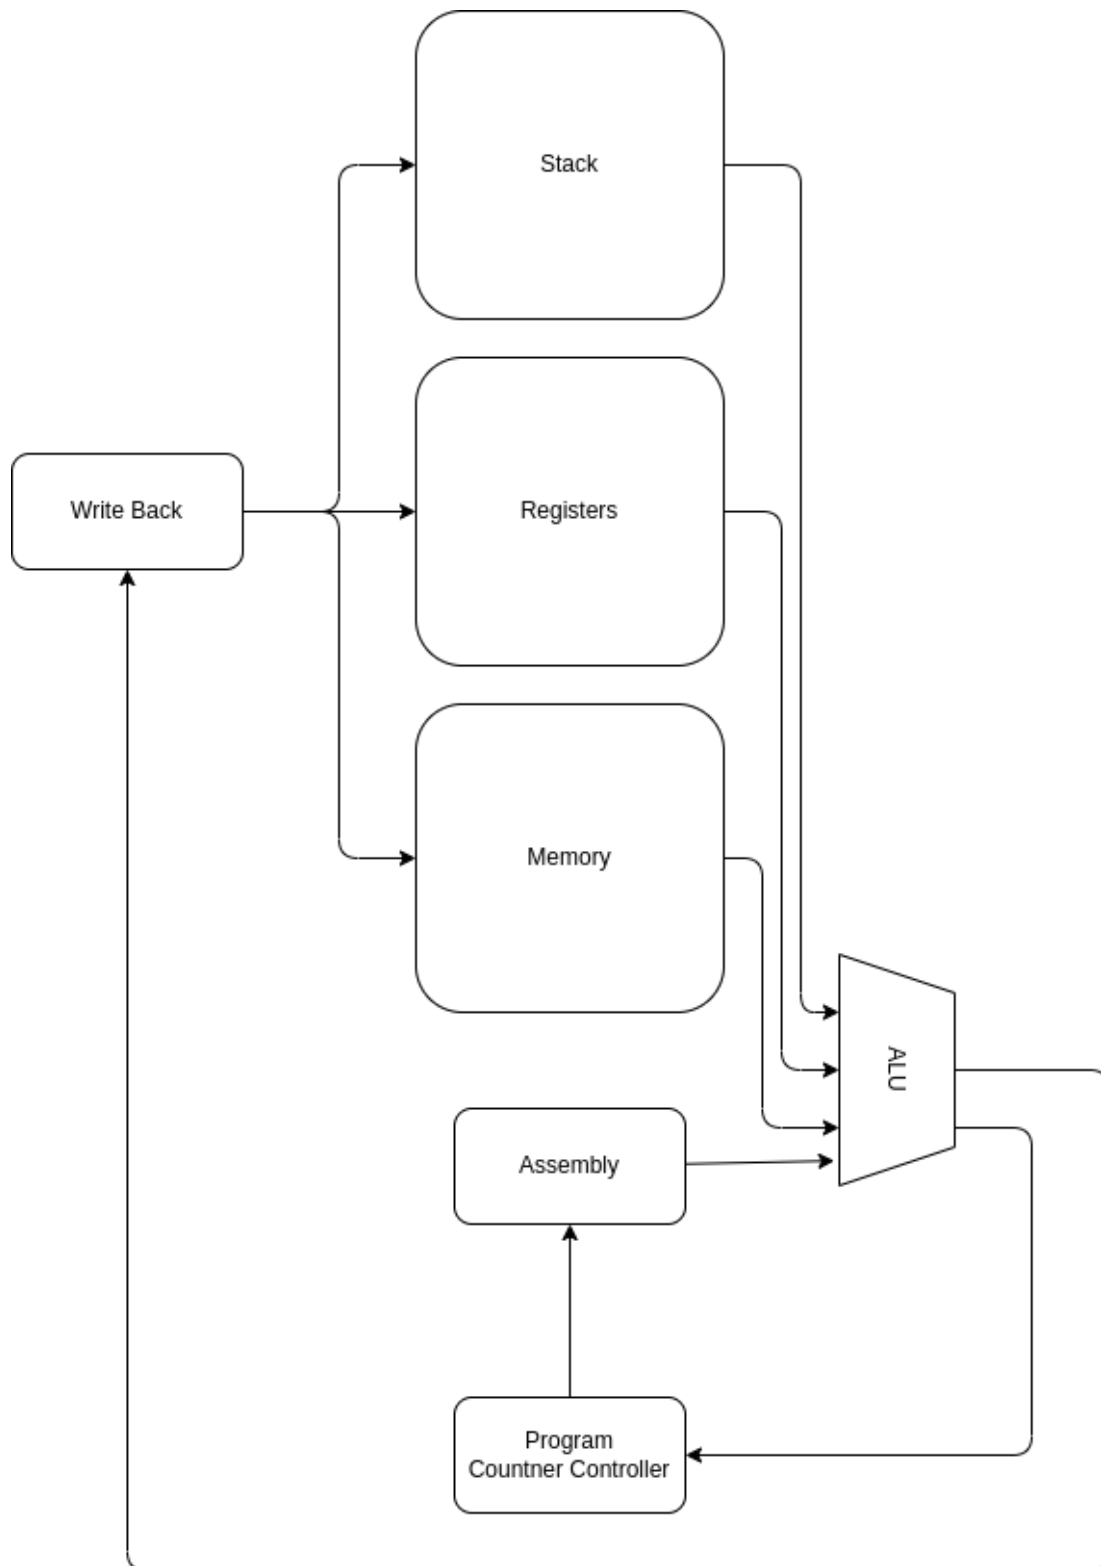 Stack
Write Back
Registers
Memory
ALU
Assembly
Program
Countner Controller